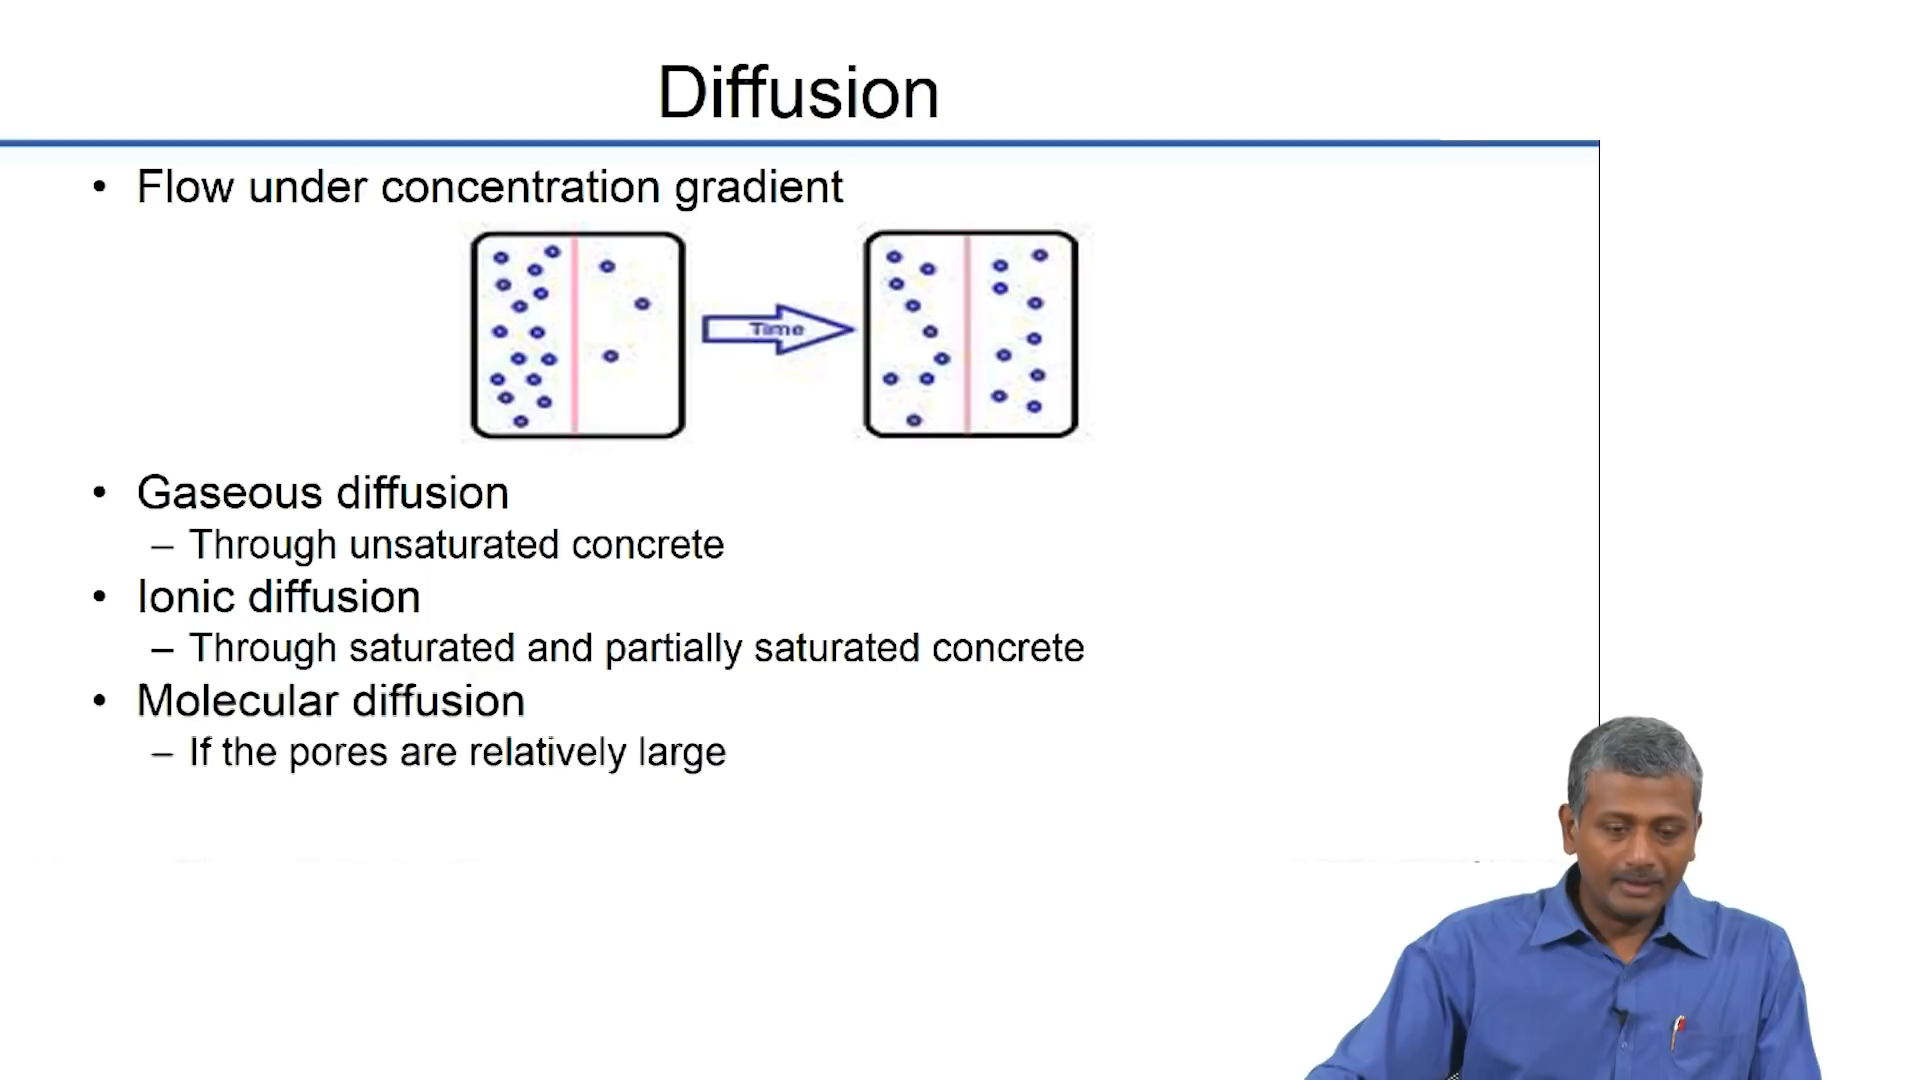 Diffusion
• Flow under concentration gradient
Time
• Gaseous diffusion
– Through unsaturated concrete
• Ionic diffusion
– Through saturated and partially saturated concrete
• Molecular diffusion
– If the pores are relatively large